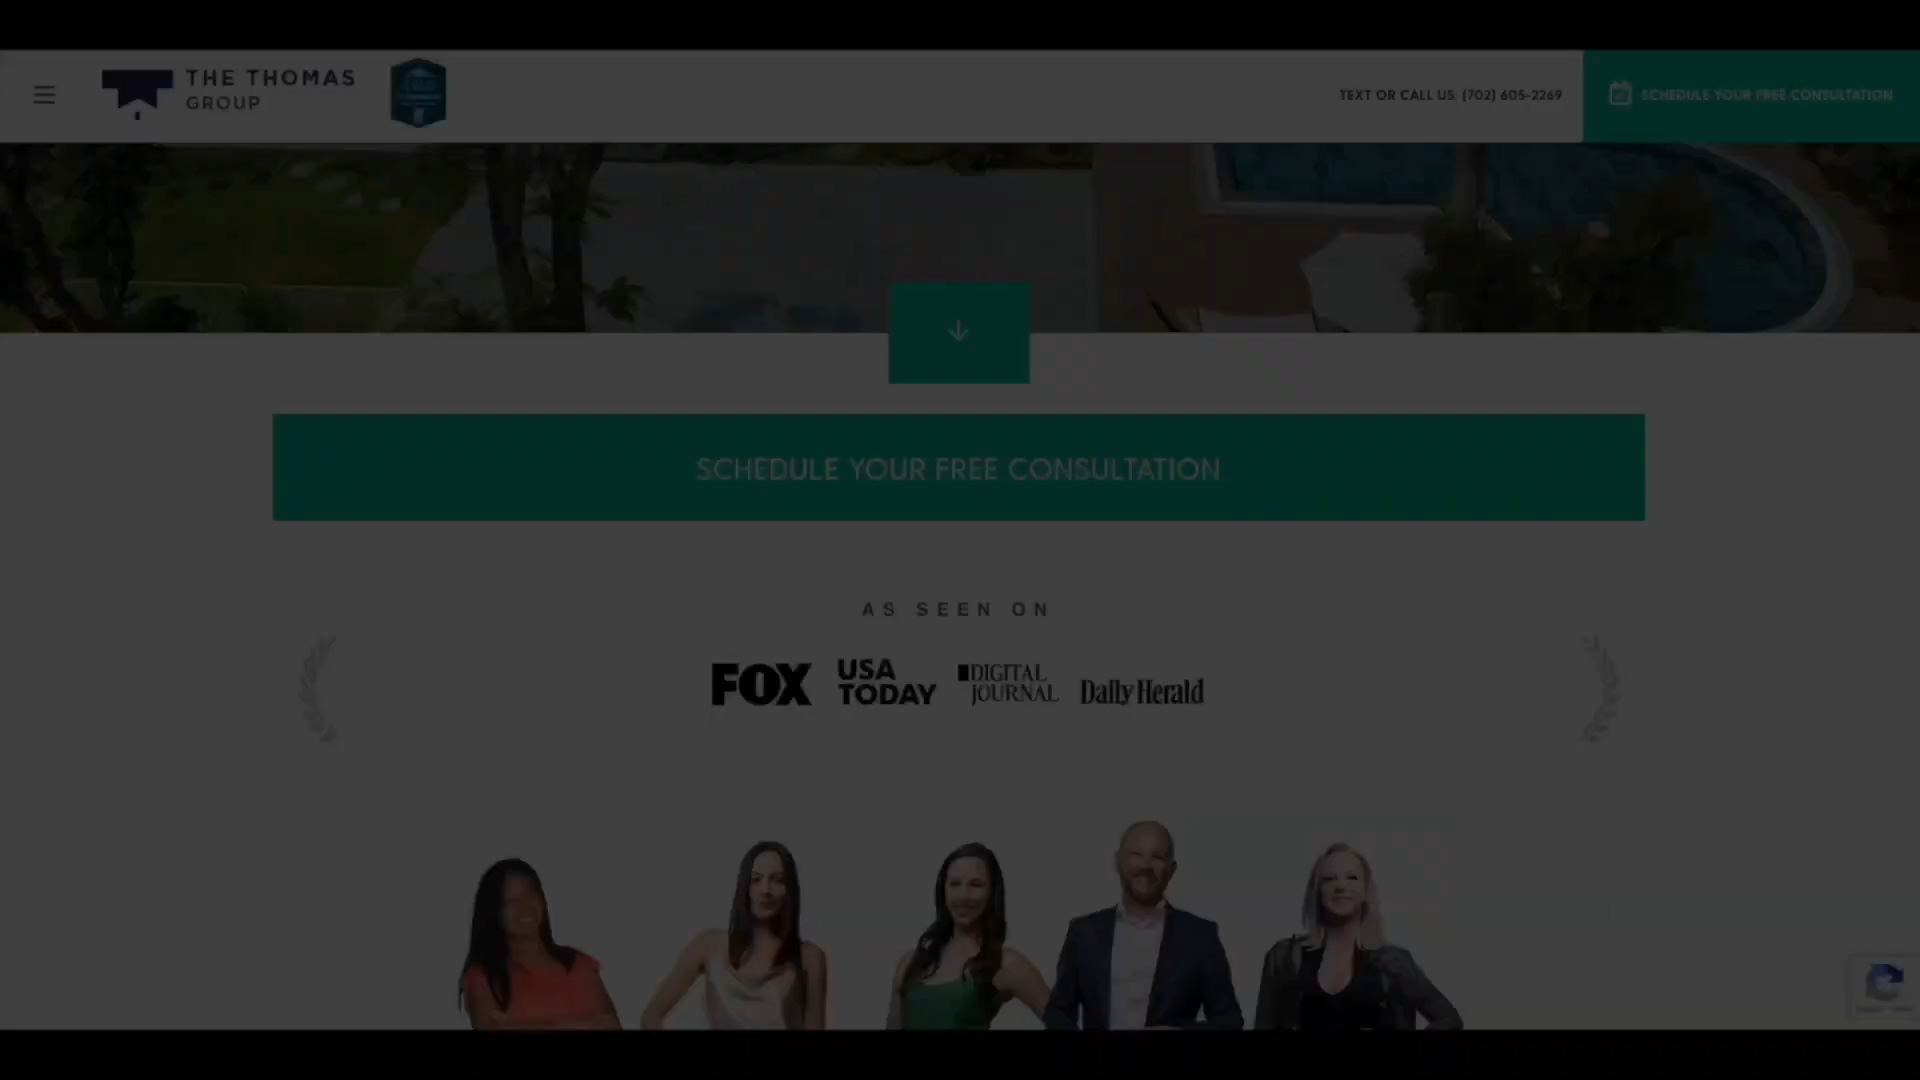 THE THOMAS
GROUP
TEXT OR CALL US: (702) 605-2269
SCHEDULE YOUR FREE CONSULTATION
SCHEDULE YOUR FREE CONSULTATION
AS SEEN ON
FOX
USA
TODAY
DIGITAL
JOURNAL
Daily Herald